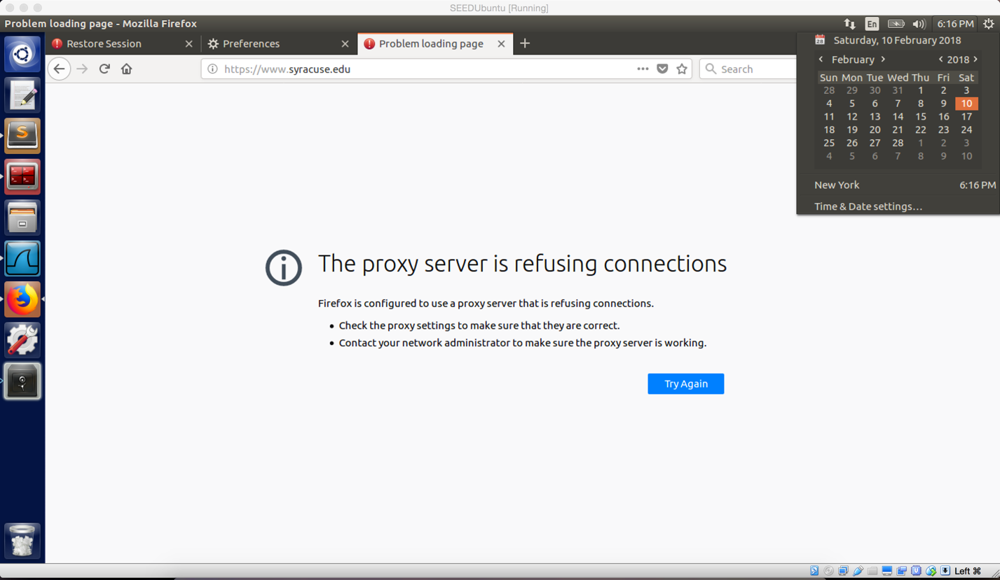 SEEDUbuntu [Running]
Problem loading page - Mozilla Firefox
En
6:16 PM
Restore Session
Preferences
Problem loading page
https://www.syracuse.edu
Search
28
Saturday, 10 February 2018
February
2018
Sun Mon Tue Wed Thu Fri Sat
28 29 30 31 1 2 3
4 5 6 7 8 9 10
11 12 13 14 15 16 17
18 19 20 21 22 23 24
25 26 27 28 1 2 3
4 5 6 7 8 9 10
New York 6:16 PM
Time & Date settings...
S
The proxy server is refusing connections
Firefox is configured to use a proxy server that is refusing connections.
• Check the proxy settings to make sure that they are correct.
• Contact your network administrator to make sure the proxy server is working.
Try Again
Left ⌘